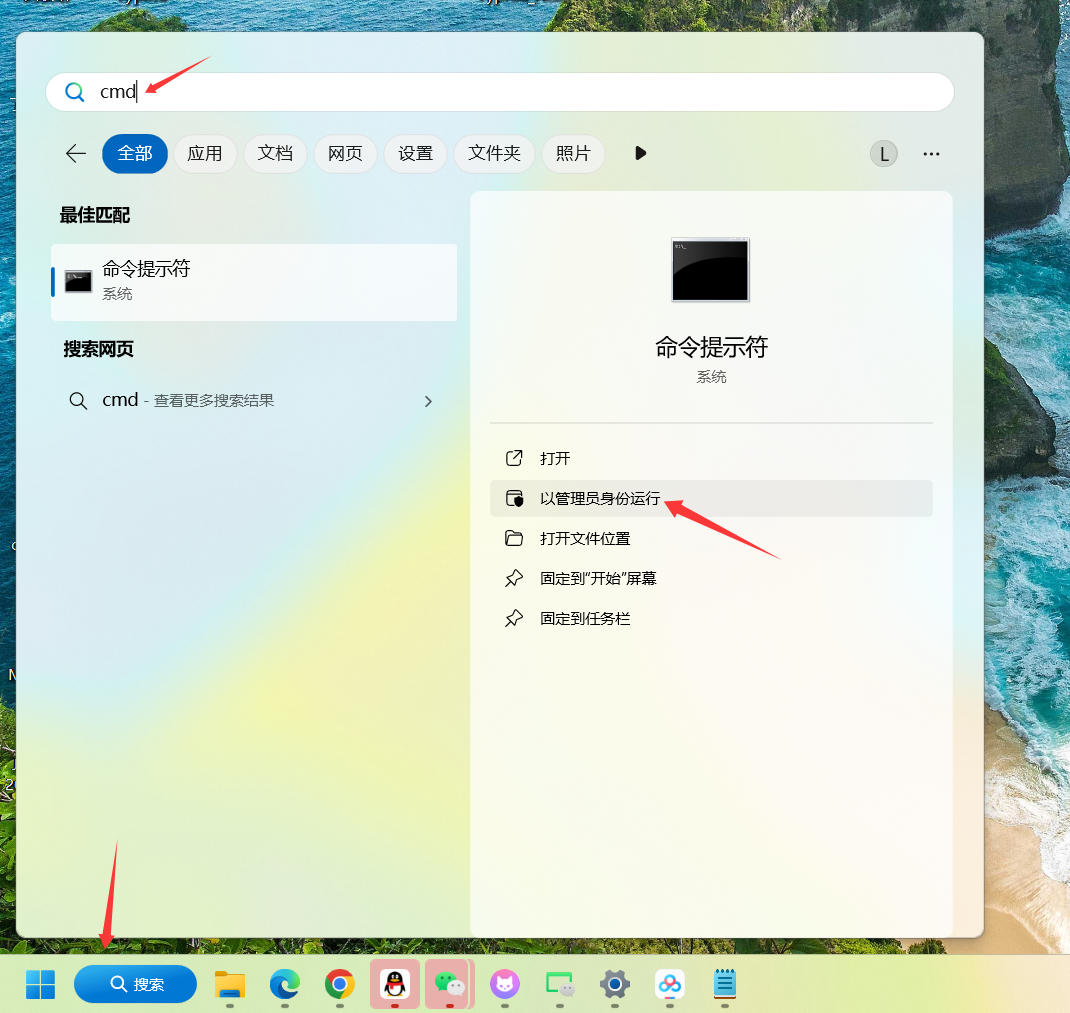 cmd
全部 应用 文档 网页 设置 文件夹 照片 L
最佳匹配
命令提示符
系统
搜索网页
cmd - 查看更多搜索结果
命令提示符
系统
打开
以管理员身份运行
打开文件位置
固定到“开始”屏幕
固定到任务栏
搜索